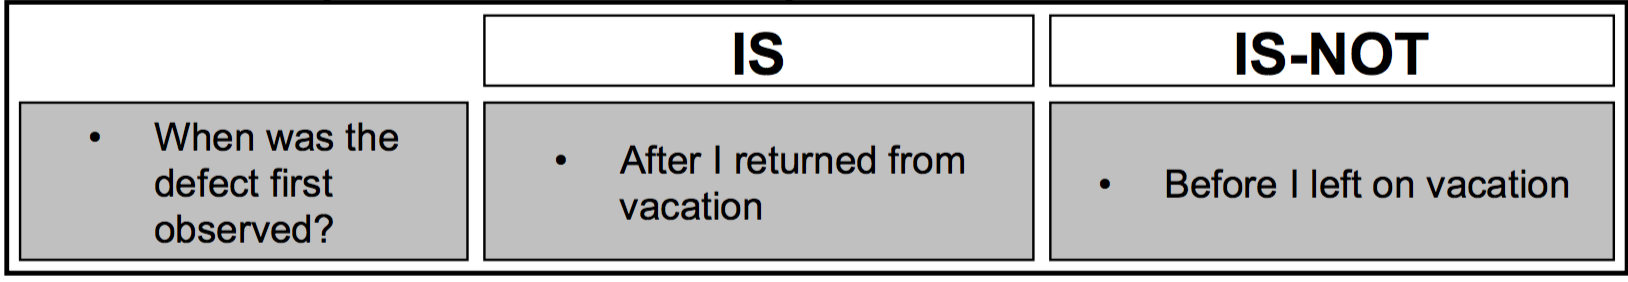 IS
IS-NOT
• When was the
defect first
observed?
• After I returned from
vacation
• Before I left on vacation